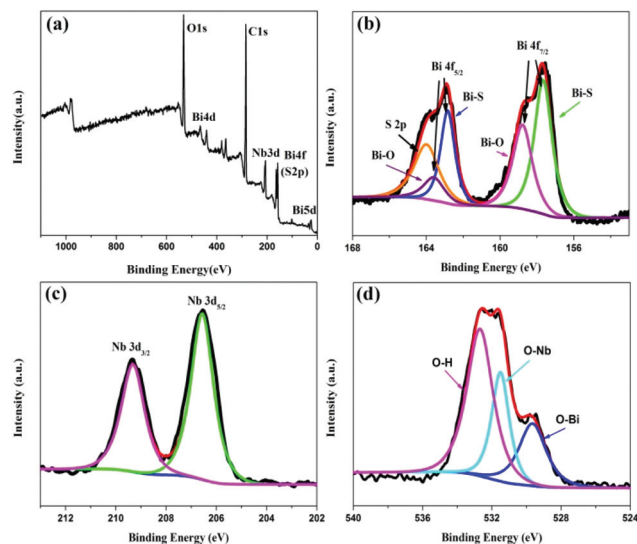 (a)
O1s
C1s
Bi4d
Nb3d
Bi4f
(S2p)
Bi5d
Intensity(a.u.)
1000 800 600 400 200 0
Binding Energy(eV)
(b)
Bi 4f7/2
Bi 4f5/2
Bi-S
Bi-S
S 2p
Bi-O
Bi-O
Intensity(a.u.)
168 164 160 156
Binding Energy(eV)
(c)
Nb 3d5/2
Nb 3d3/2
Intensity (a.u.)
212 210 208 206 204 202
Binding Energy (eV)
(d)
O-H
O-Nb
O-Bi
Intensity (a.u.)
540 536 532 528 524
Binding Energy (eV)